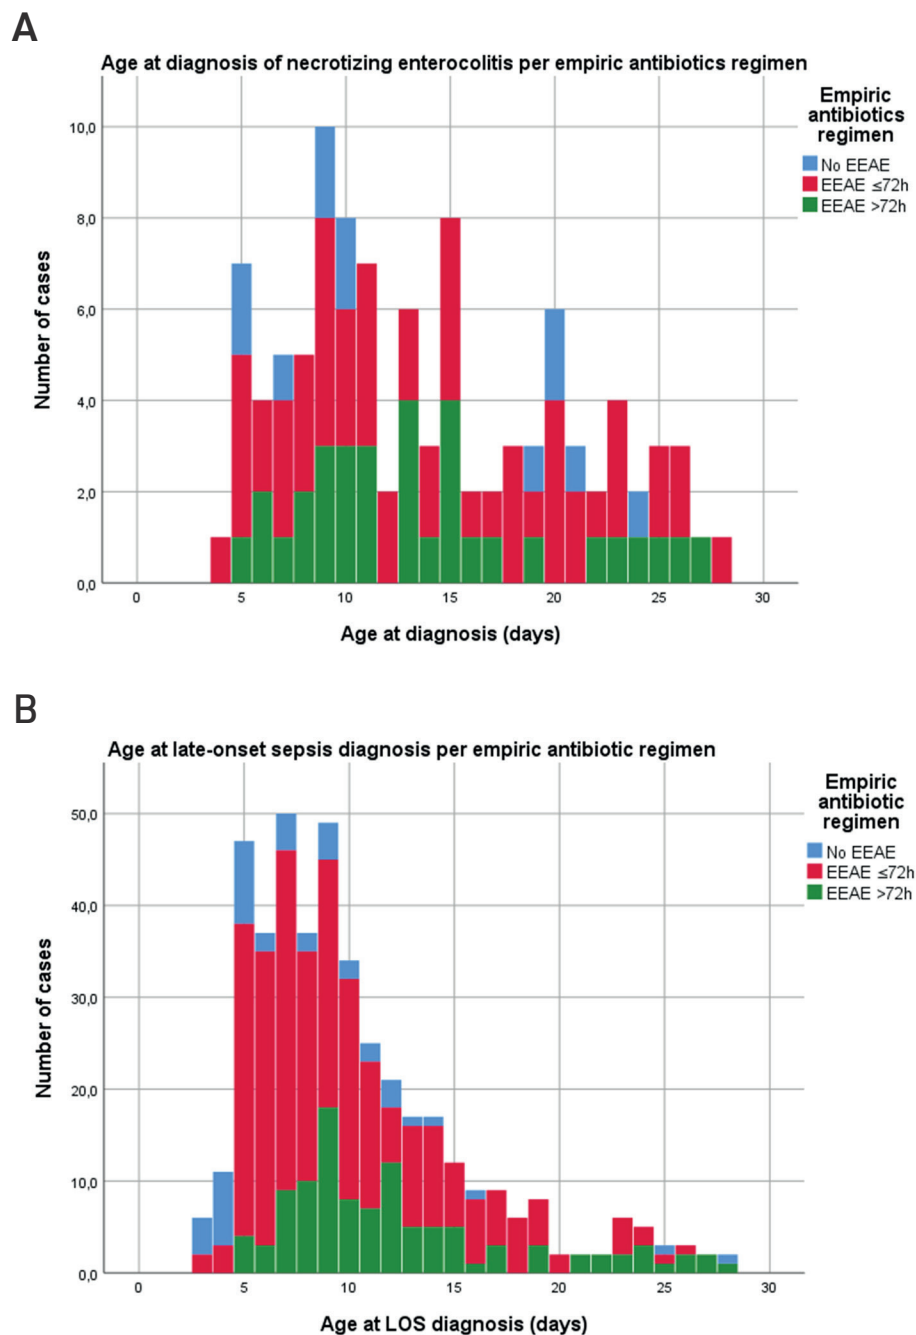 A
Age at diagnosis of necrotizing enterocolitis per empiric antibiotics regimen
Empiric
antibiotics
regimen
No EEAE
EEAE ≤72h
EEAE >72h
Number of cases
10,0
8,0
6,0
4,0
2,0
0,0
0 5 10 15 20 25 30
Age at diagnosis (days)
B
Age at late-onset sepsis diagnosis per empiric antibiotic regimen
Empiric
antibiotic
regimen
No EEAE
EEAE ≤72h
EEAE >72h
Number of cases
50,0
40,0
30,0
20,0
10,0
0,0
0 5 10 15 20 25 30
Age at LOS diagnosis (days)